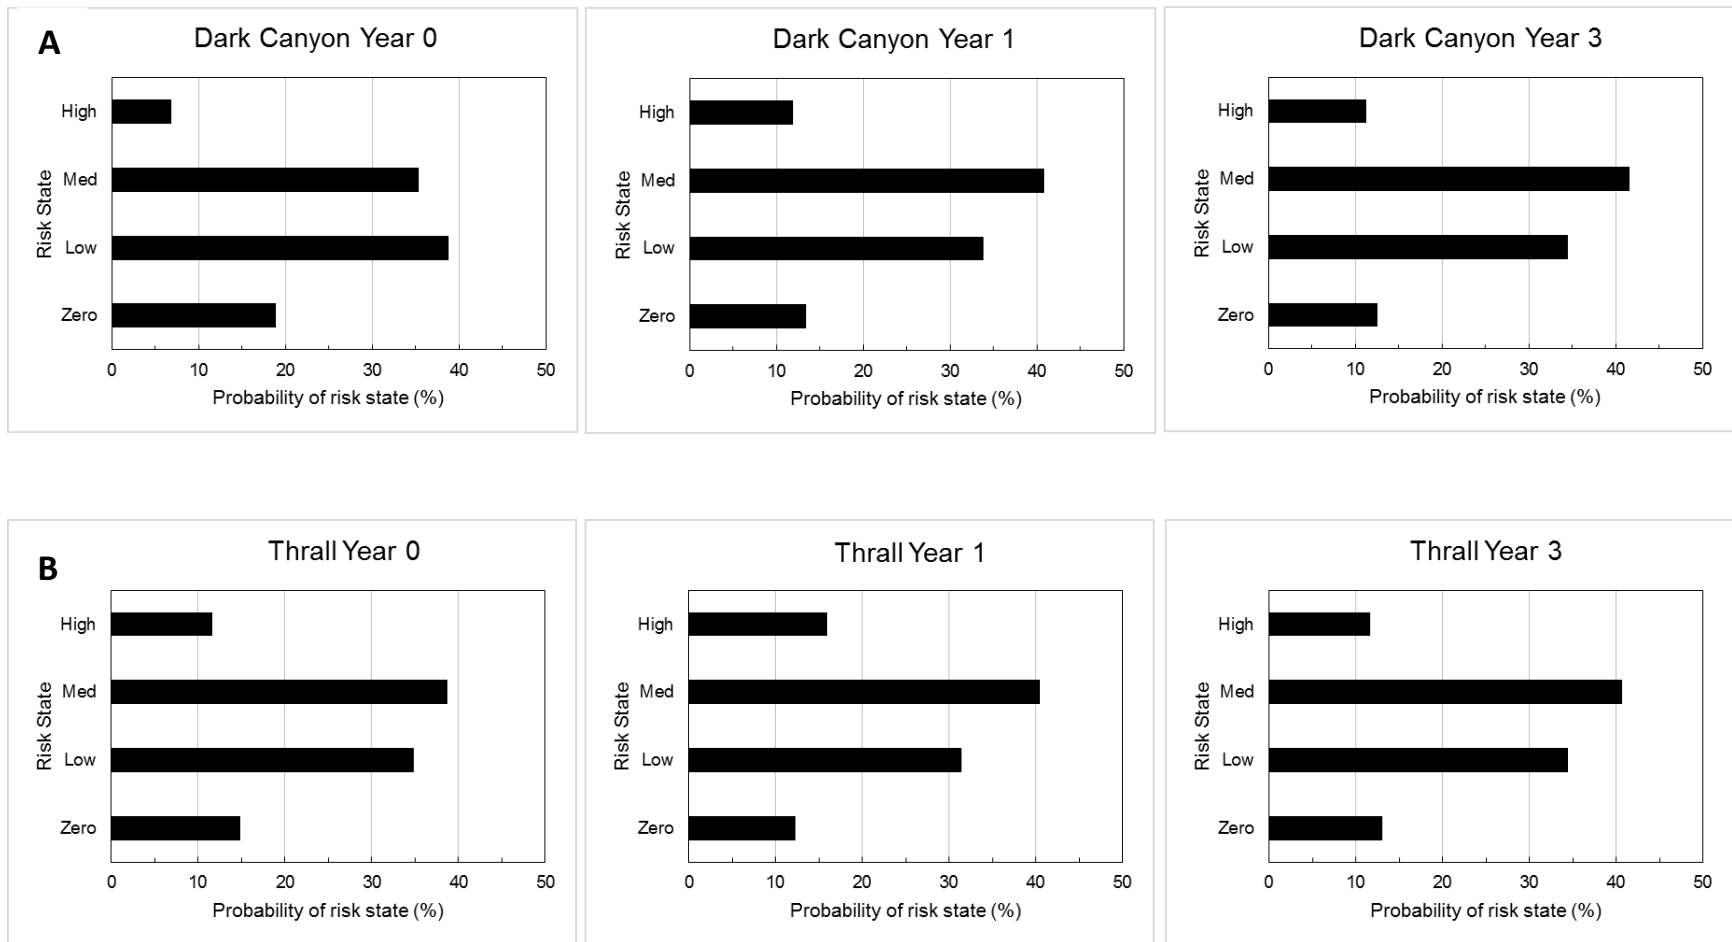 A
Dark Canyon Year 0
High
Med
Low
Zero
Risk State
0 10 20 30 40 50
Probability of risk state (%)
Dark Canyon Year 1
High
Med
Low
Zero
Risk State
0 10 20 30 40 50
Probability of risk state (%)
Dark Canyon Year 3
High
Med
Low
Zero
Risk State
0 10 20 30 40 50
Probability of risk state (%)
B
Thrall Year 0
High
Med
Low
Zero
Risk State
0 10 20 30 40 50
Probability of risk state (%)
Thrall Year 1
High
Med
Low
Zero
Risk State
0 10 20 30 40 50
Probability of risk state (%)
Thrall Year 3
High
Med
Low
Zero
Risk State
0 10 20 30 40 50
Probability of risk state (%)